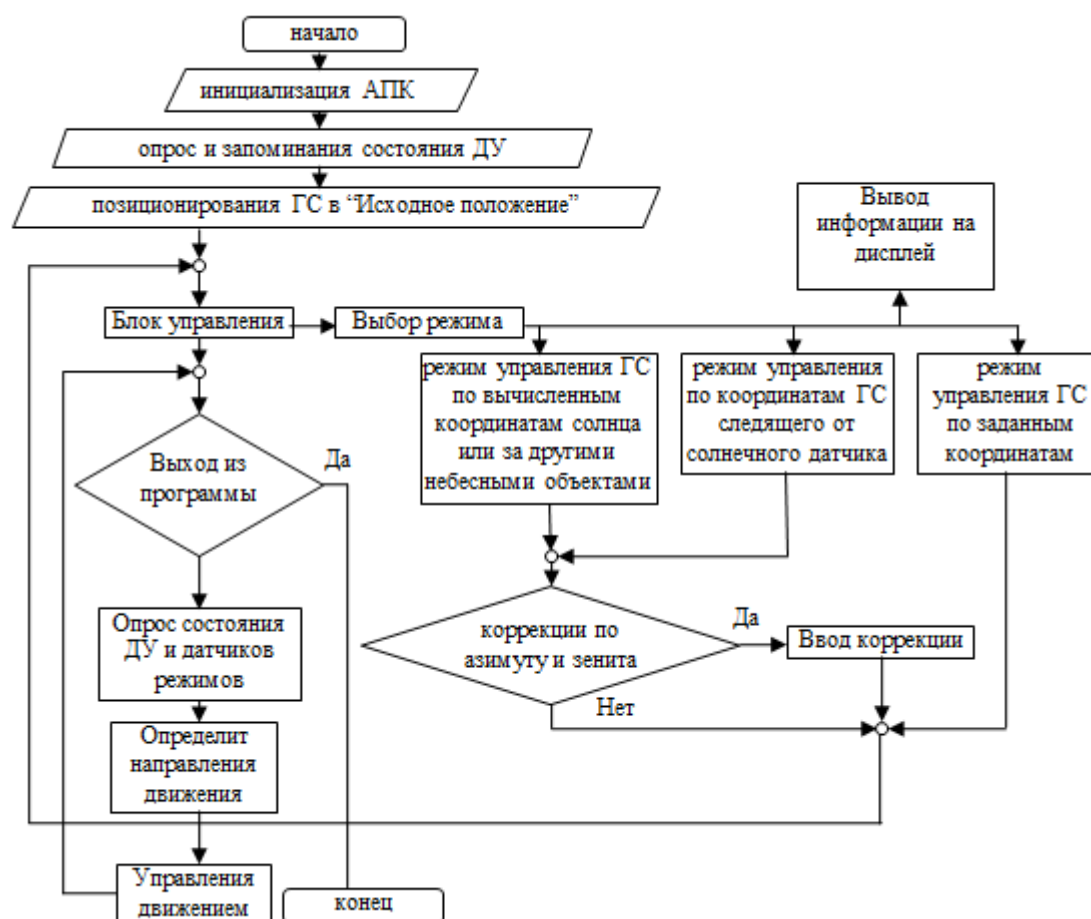 начало
инициализация АПК
опрос и запоминания состояния ДУ
позиционирования ГС в “Исходное положение”
Вывод
информации на
дисплей
Блок управления
Выбор режима
режим управления ГС
по вычисленным
координатам солнца
или за другими
небесными объектами
режим управления
по координатам ГС
следящего от
солнечного датчика
режим
управления ГС
по заданным
координатам
Выход из
программы
Да
коррекции по
азимуту и зенита
Да
Ввод коррекции
Нет
Опрос состояния
ДУ и датчиков
режимов
Определит
направления
движения
Управления
движением
конец